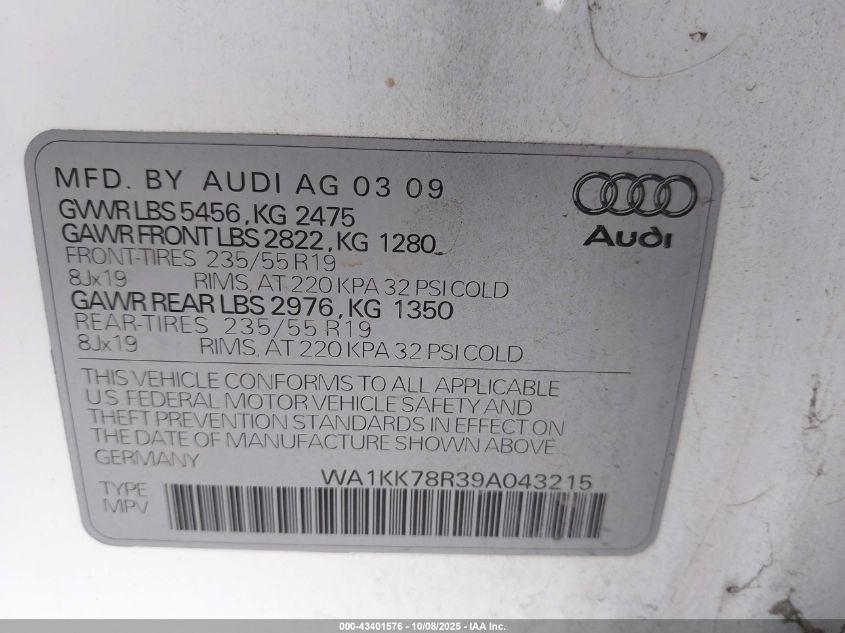 MFD. BY AUDI AG 03 09
GVWR LBS 5456, KG 2475
GAWR FRONT LBS 2822, KG 1280
FRONT-TIRES 235/55 R19
8Jx19 RIMS, AT 220 KPA 32 PSI COLD
GAWR REAR LBS 2976, KG 1350
REAR-TIRES 235/55 R19
8Jx19 RIMS, AT 220 KPA 32 PSI COLD
Audi
THIS VEHICLE CONFORMS TO ALL APPLICABLE
U.S. FEDERAL MOTOR VEHICLE SAFETY AND
THEFT PREVENTION STANDARDS IN EFFECT ON
THE DATE OF MANUFACTURE SHOWN ABOVE
GERMANY
WA1KK78R39A043215
TYPE
MPV
000-43401576 - 10/08/2025 - IAA Inc.